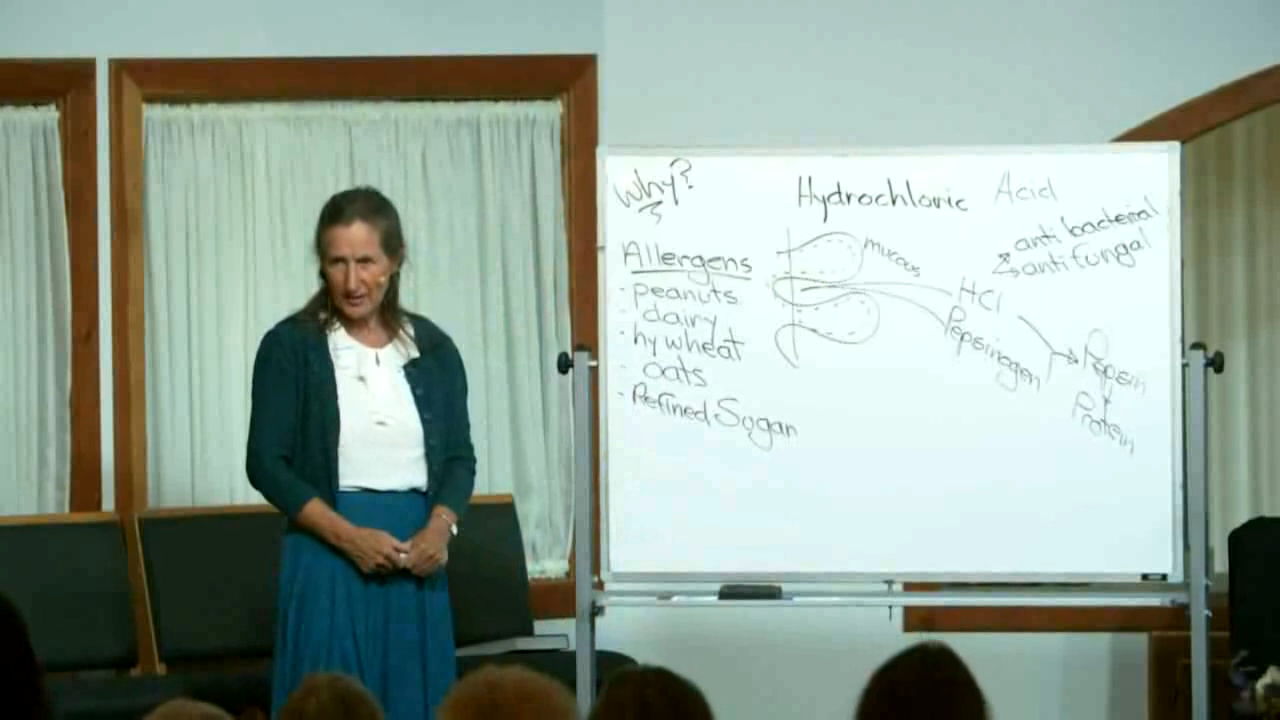 Why?
Hydrochloric Acid
anti bacterial
anti fungal
Allergens
· peanuts
· dairy
· hy wheat
· oats
· Refined Sugar
mucous
HCl
Pepsinogen
Pepsin
Protein